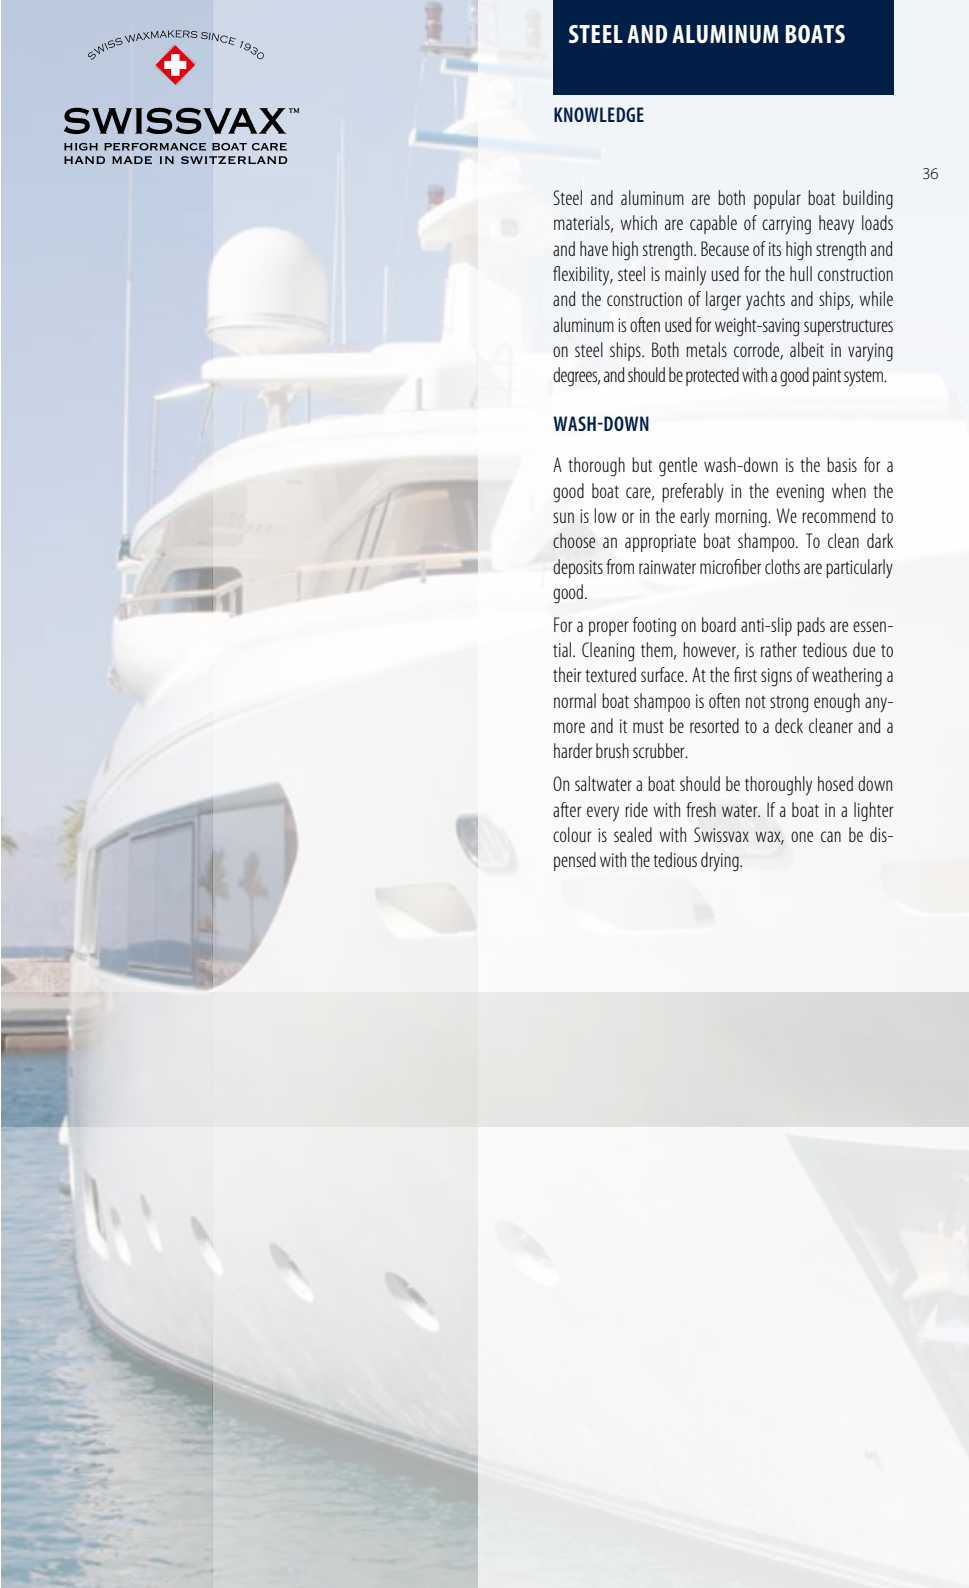 SWISS WAXMAKERS SINCE 1930
SWISSVAX™
HIGH PERFORMANCE BOAT CARE
HAND MADE IN SWITZERLAND
STEEL AND ALUMINUM BOATS
KNOWLEDGE
36
Steel and aluminum are both popular boat building
materials, which are capable of carrying heavy loads
and have high strength. Because of its high strength and
flexibility, steel is mainly used for the hull construction
and the construction of larger yachts and ships, while
aluminum is often used for weight-saving superstructures
on steel ships. Both metals corrode, albeit in varying
degrees, and should be protected with a good paint system.
WASH-DOWN
A thorough but gentle wash-down is the basis for a
good boat care, preferably in the evening when the
sun is low or in the early morning. We recommend to
choose an appropriate boat shampoo. To clean dark
deposits from rainwater microfiber cloths are particularly
good.
For a proper footing on board anti-slip pads are essen-
tial. Cleaning them, however, is rather tedious due to
their textured surface. At the first signs of weathering a
normal boat shampoo is often not strong enough any-
more and it must be resorted to a deck cleaner and a
harder brush scrubber.
On saltwater a boat should be thoroughly hosed down
after every ride with fresh water. If a boat in a lighter
colour is sealed with Swissvax wax, one can be dis-
pensed with the tedious drying.